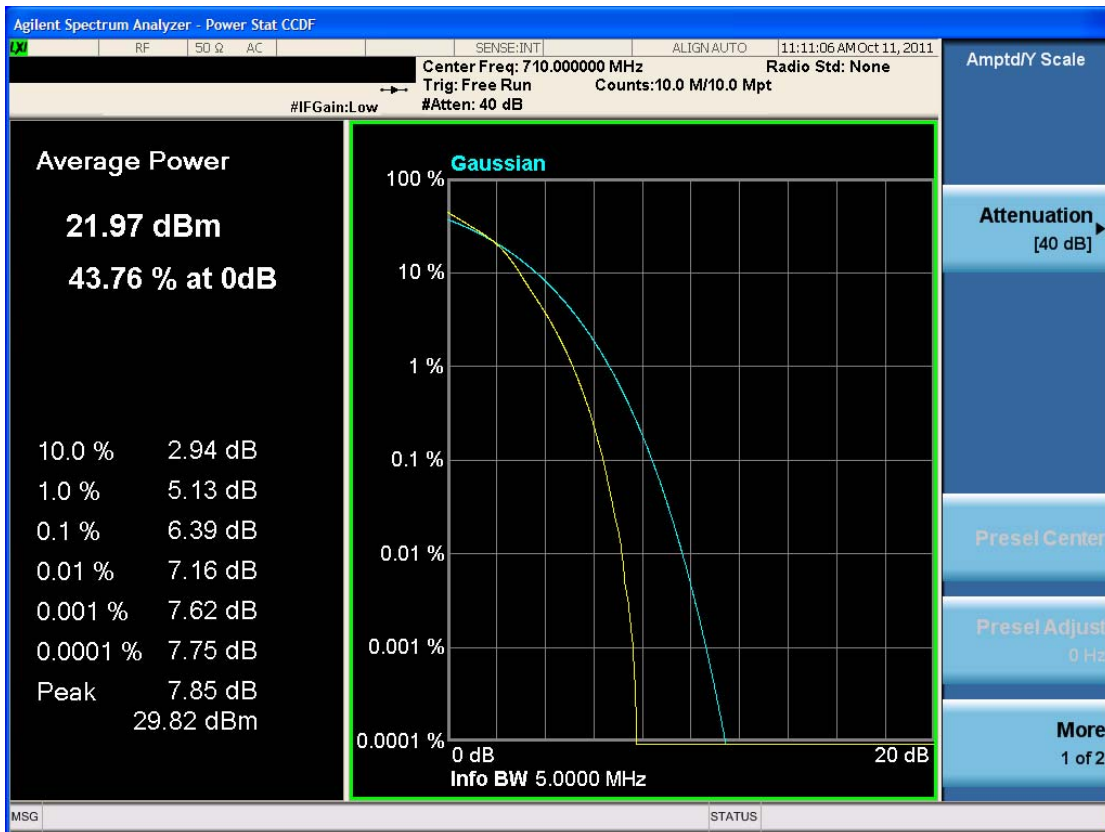 Agilent Spectrum Analyzer - Power Stat CCDF
LXI RF 50 Ω AC SENSE:INT ALIGN AUTO 11:11:06 AM Oct 11, 2011
Center Freq: 710.000000 MHz Radio Std: None
Trig: Free Run Counts:10.0 M/10.0 Mpt
#IFGain:Low #Atten: 40 dB
Average Power
21.97 dBm
43.76 % at 0dB
10.0 % 2.94 dB
1.0 % 5.13 dB
0.1 % 6.39 dB
0.01 % 7.16 dB
0.001 % 7.62 dB
0.0001 % 7.75 dB
Peak 7.85 dB
29.82 dBm
Gaussian
100 %
10 %
1 %
0.1 %
0.01 %
0.001 %
0.0001 %
0 dB 20 dB
Info BW 5.0000 MHz
Amptd/Y Scale
Attenuation
[40 dB]
Presel Center
Presel Adjust
0 Hz
More
1 of 2
MSG STATUS